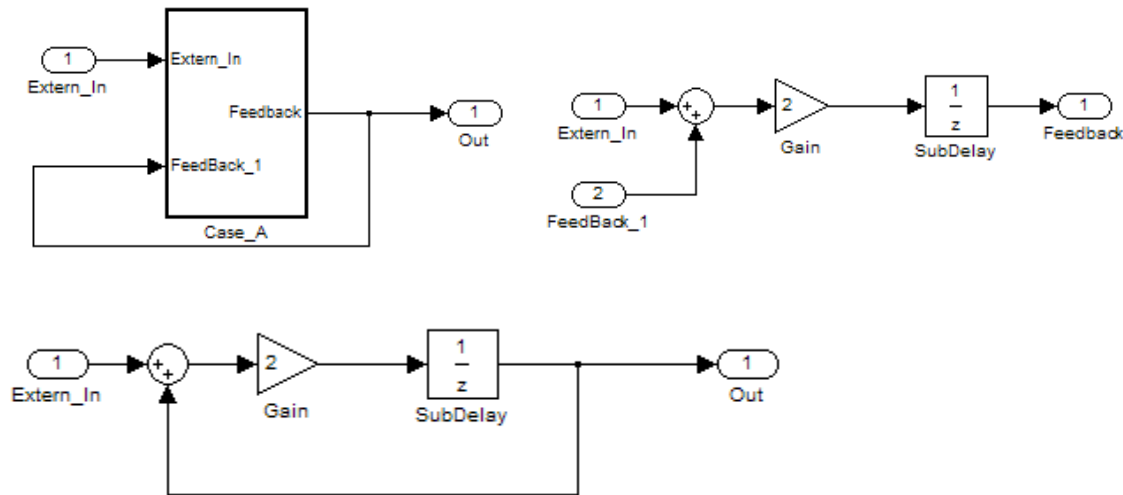 1
Extern_In
Extern_In
Feedback
FeedBack_1
Case_A
1
Out
1
Extern_In
2
FeedBack_1
+
+
2
Gain
1
z
SubDelay
1
Feedback
1
Extern_In
+
+
2
Gain
1
z
SubDelay
1
Out